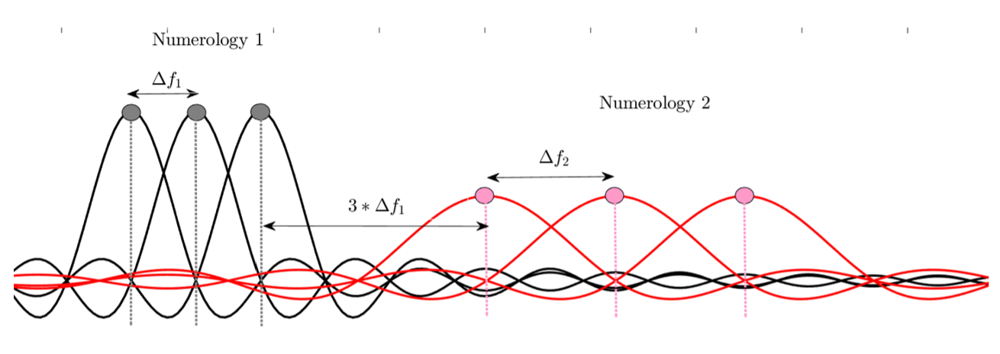 Numerology 1
Δf₁
Numerology 2
Δf₂
3 ∗ Δf₁